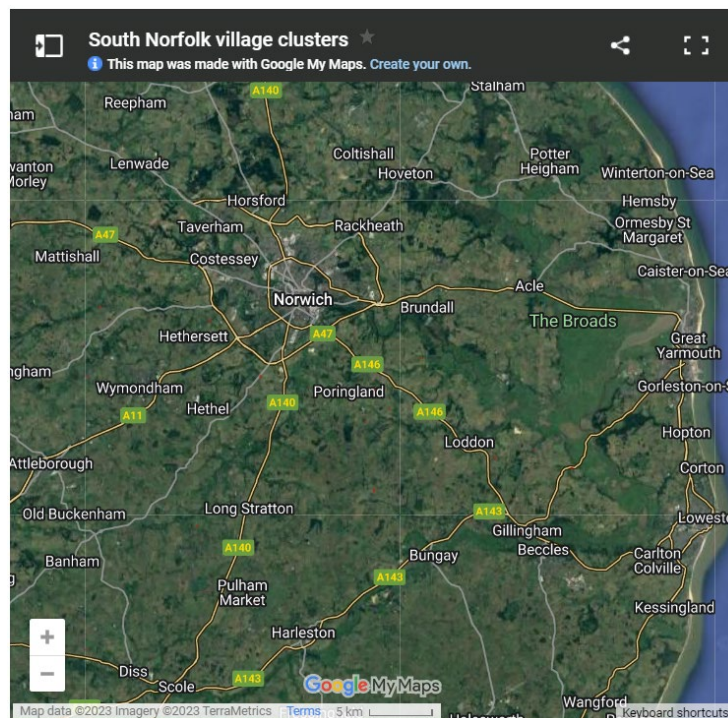 South Norfolk village clusters
This map was made with Google My Maps. Create your own.
A140
Stalham
Reepham
ham
Coltishall
Potter
Heigham
Lenwade
wanton
Morley
Hoveton
Winterton-on-Sea
Horsford
Hemsby
Taverham
Rackheath
Ormesby St
Margaret
A47
Mattishall
Costessey
Caister-on-Sea
Norwich
Acle
Brundall
The Broads
A47
Hethersett
Great
Yarmouth
A146
ngham
Wymondham
Poringland
Gorleston-on-S
Hethel
A140
A11
A146
Hopton
Loddon
Attleborough
Corton
Long Stratton
A143
Old Buckenham
Lowesto
Gillingham
A140
Beccles
Bungay
Carlton
Colville
Banham
A143
Pulham
Market
Kessingland
+
Harleston
−
Diss
A143
Scole
Google My Maps
Wangford
Map data ©2023 Imagery ©2023 TerraMetrics Terms 5 km
Keyboard shortcuts